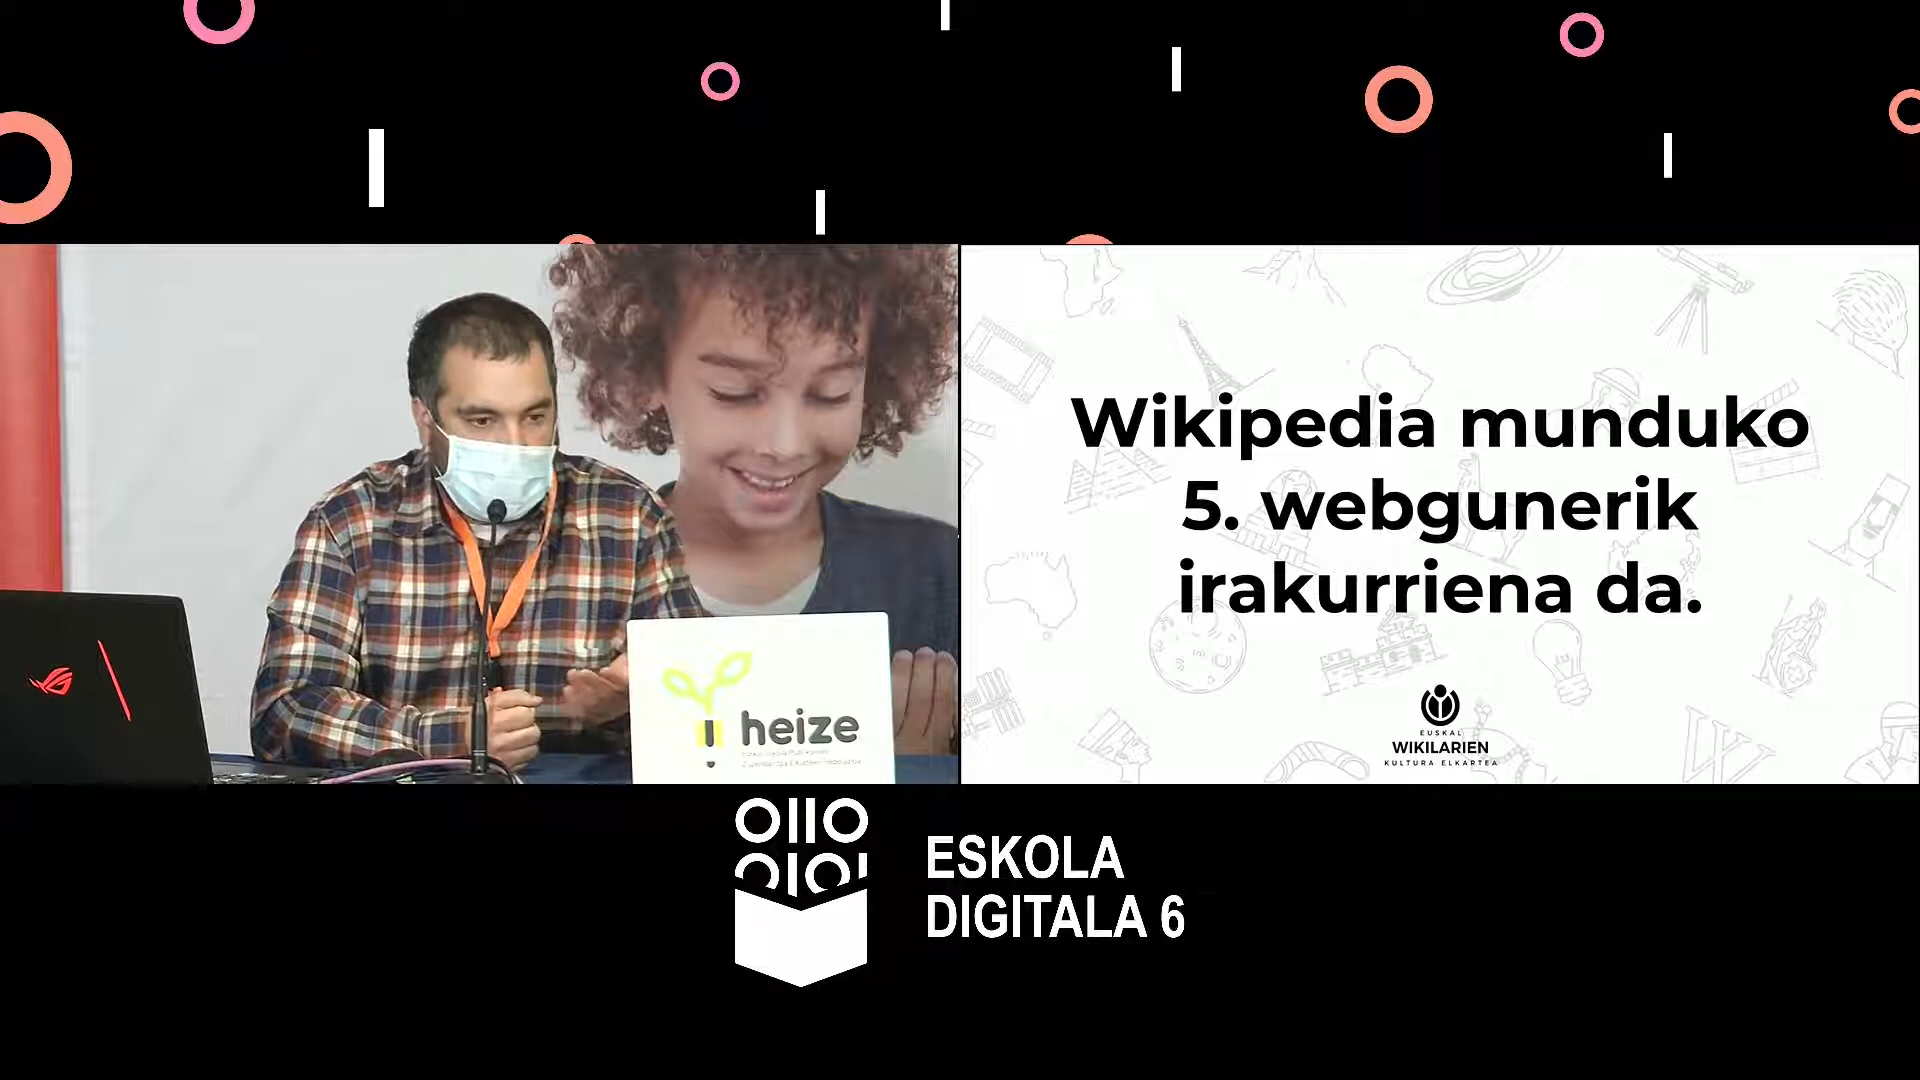 Wikipedia munduko
5. webgunerik
irakurriena da.
EUSKAL
WIKILARIEN
KULTURA ELKARTEA
heize
ESKOLA
DIGITALA 6